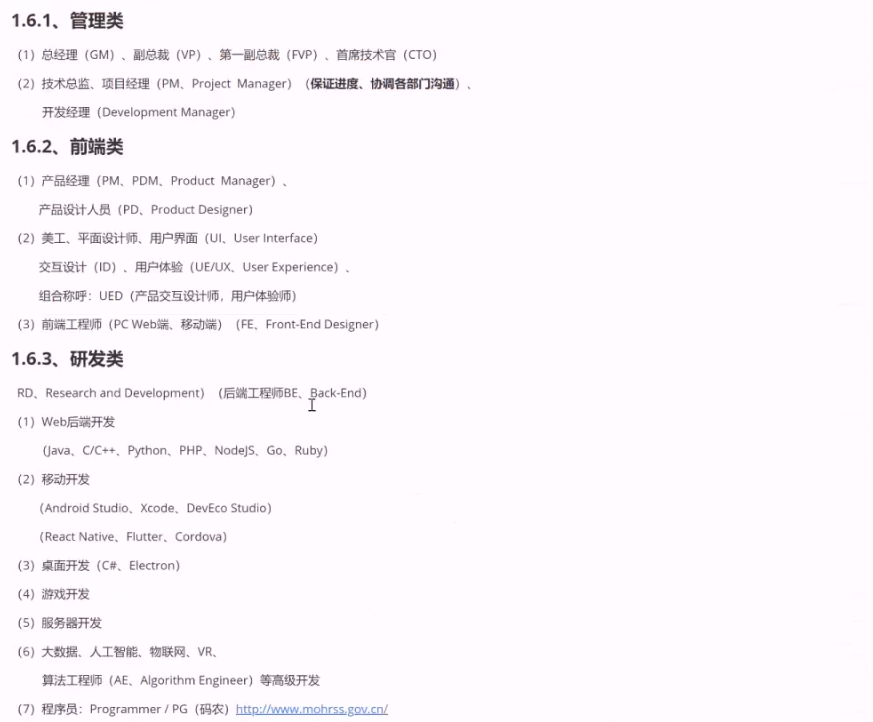 1.6.1、管理类
（1）总经理（GM）、副总裁（VP）、第一副总裁（FVP）、首席技术官（CTO）
（2）技术总监、项目经理（PM、Project Manager）（保证进度、协调各部门沟通）、
开发经理（Development Manager）
1.6.2、前端类
（1）产品经理（PM、PDM、Product Manager）、
产品设计人员（PD、Product Designer）
（2）美工、平面设计师、用户界面（UI、User Interface）
交互设计（ID）、用户体验（UE/UX、User Experience）、
组合称呼：UED（产品交互设计师，用户体验师）
（3）前端工程师（PC Web端、移动端）（FE、Front-End Designer）
1.6.3、研发类
RD、Research and Development）（后端工程师BE、Back-End）
（1）Web后端开发
（Java、C/C++、Python、PHP、NodeJS、Go、Ruby）
（2）移动开发
（Android Studio、Xcode、DevEco Studio）
（React Native、Flutter、Cordova）
（3）桌面开发（C#、Electron）
（4）游戏开发
（5）服务器开发
（6）大数据、人工智能、物联网、VR、
算法工程师（AE、Algorithm Engineer）等高级开发
（7）程序员：Programmer / PG（码农）http://www.mohrss.gov.cn/